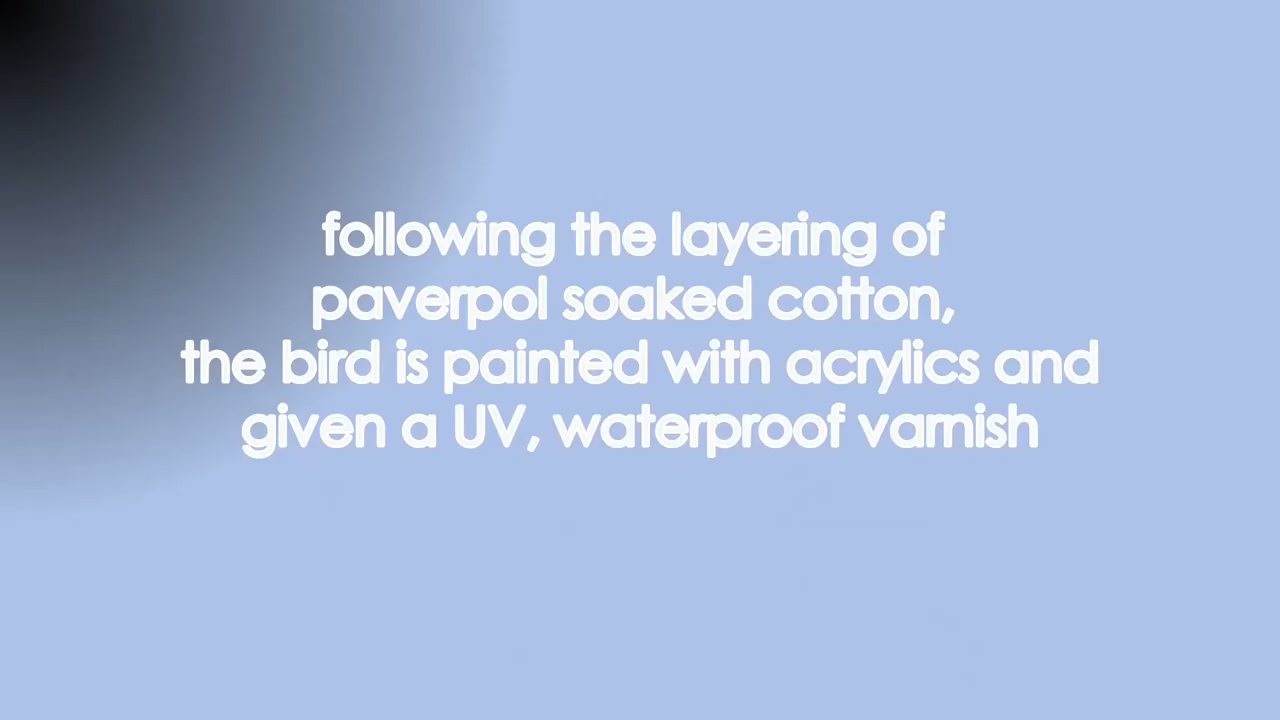 following the layering of
paverpol soaked cotton,
the bird is painted with acrylics and
given a UV, waterproof varnish